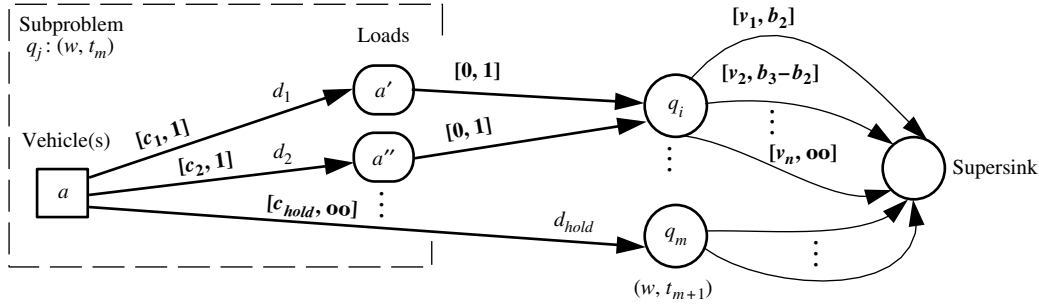 Subproblem
q_j : (w, t_m)
Loads
Vehicle(s)
a
[c_1, 1]
d_1
a′
[0, 1]
[c_2, 1]
d_2
a″
[0, 1]
[c_hold, oo]
d_hold
q_i
q_m
(w, t_{m+1})
[v_1, b_2]
[v_2, b_3−b_2]
[v_n, oo]
Supersink